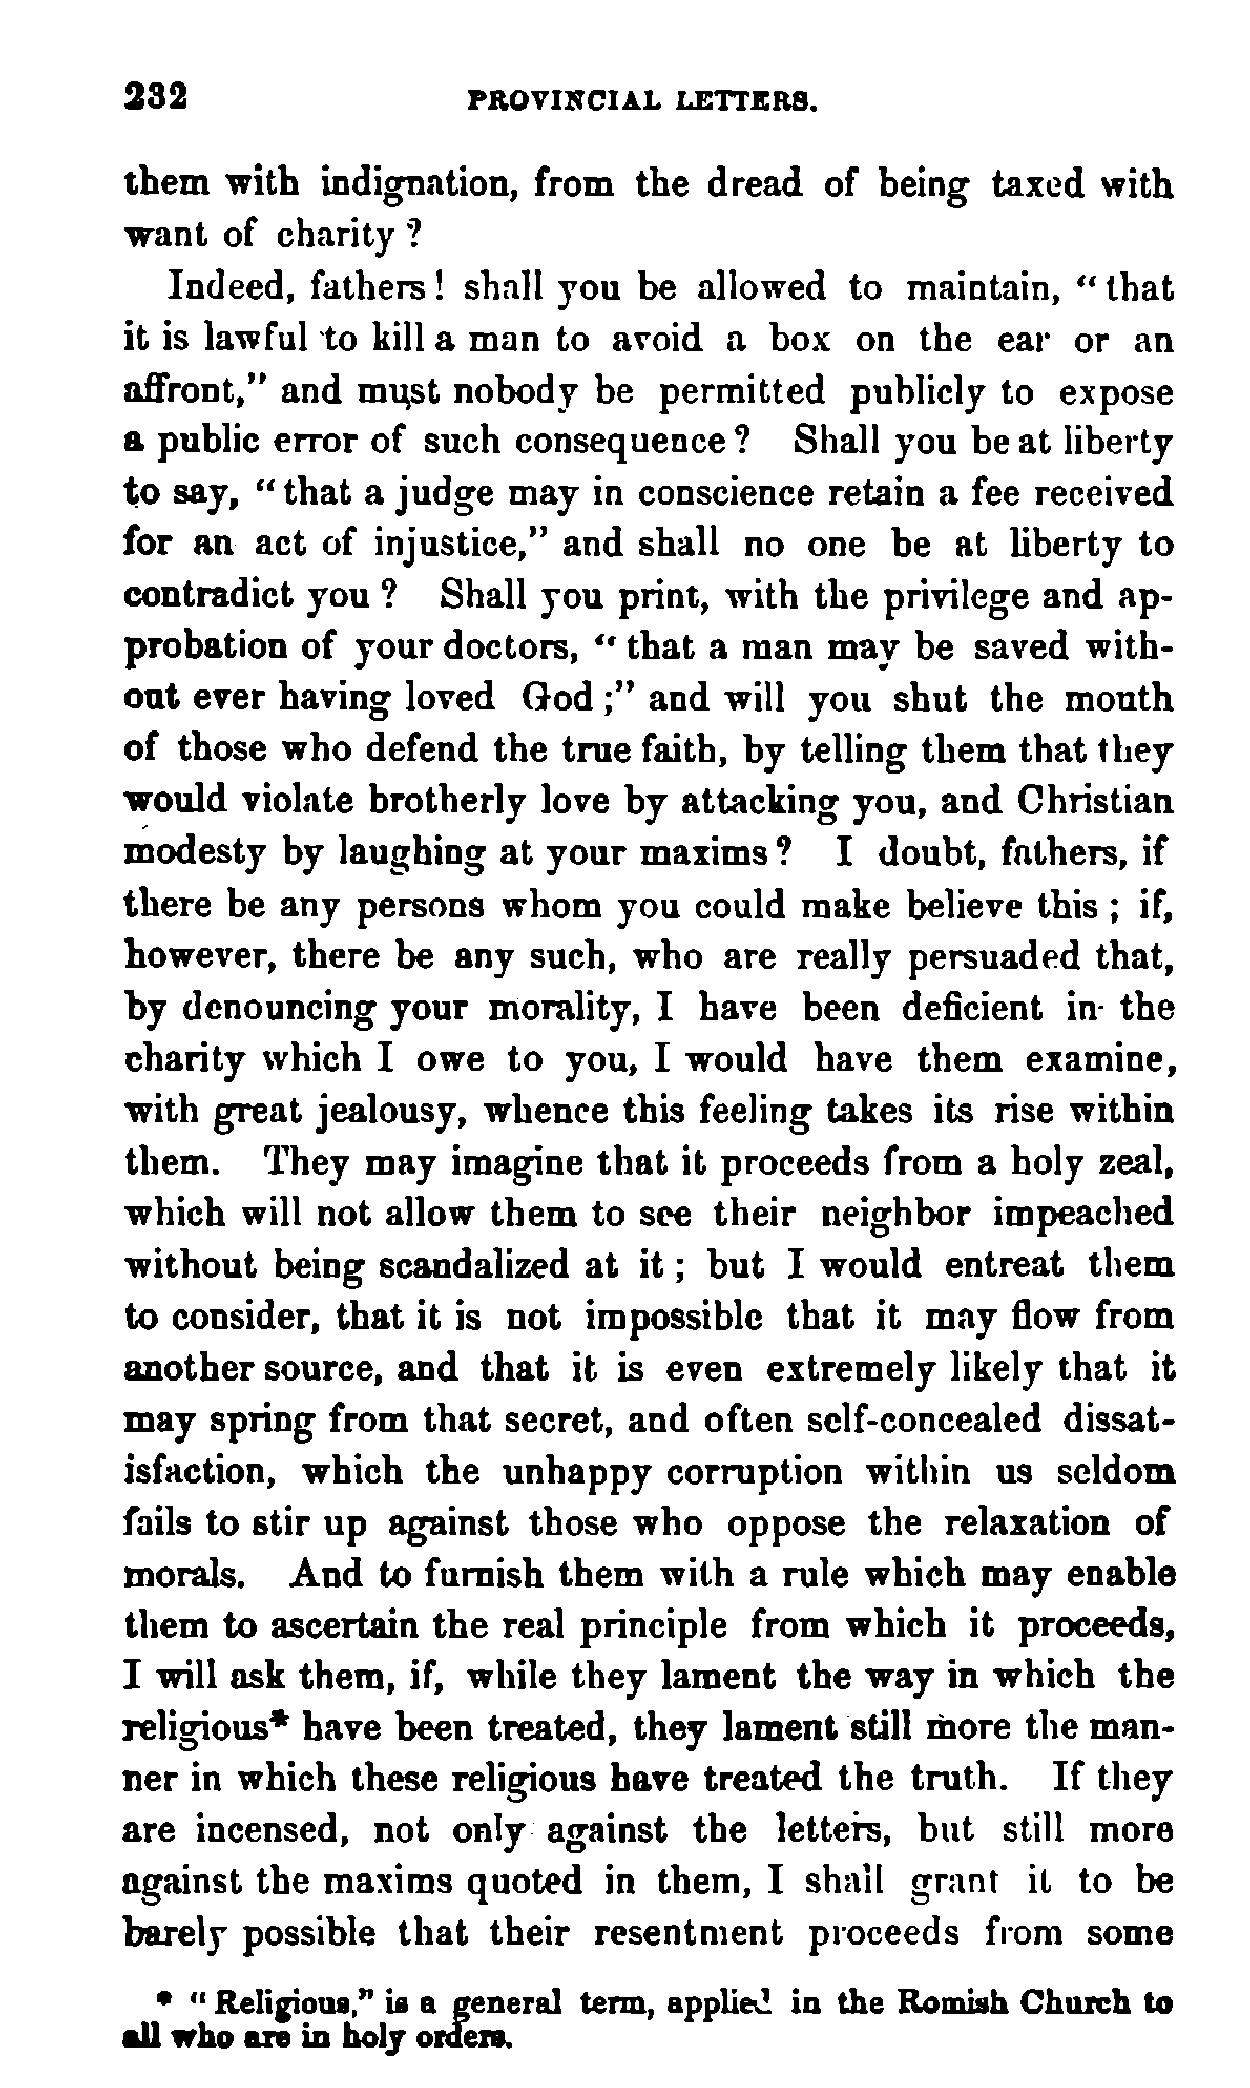 232 PROVINCIAL LETTERS.
them with indignation, from the dread of being taxed with
want of charity ?
Indeed, fathers! shall you be allowed to maintain, “ that
it is lawful to kill a man to avoid a box on the ear or an
affront,” and must nobody be permitted publicly to expose
a public error of such consequence ? Shall you be at liberty
to say, “ that a judge may in conscience retain a fee received
for an act of injustice,” and shall no one be at liberty to
contradict you ? Shall you print, with the privilege and ap-
probation of your doctors, “ that a man may be saved with-
out ever having loved God ;” and will you shut the mouth
of those who defend the true faith, by telling them that they
would violate brotherly love by attacking you, and Christian
modesty by laughing at your maxims ? I doubt, fathers, if
there be any persons whom you could make believe this ; if,
however, there be any such, who are really persuaded that,
by denouncing your morality, I have been deficient in the
charity which I owe to you, I would have them examine,
with great jealousy, whence this feeling takes its rise within
them. They may imagine that it proceeds from a holy zeal,
which will not allow them to see their neighbor impeached
without being scandalized at it ; but I would entreat them
to consider, that it is not impossible that it may flow from
another source, and that it is even extremely likely that it
may spring from that secret, and often self-concealed dissat-
isfaction, which the unhappy corruption within us seldom
fails to stir up against those who oppose the relaxation of
morals. And to furnish them with a rule which may enable
them to ascertain the real principle from which it proceeds,
I will ask them, if, while they lament the way in which the
religious* have been treated, they lament still more the man-
ner in which these religious have treated the truth. If they
are incensed, not only against the letters, but still more
against the maxims quoted in them, I shall grant it to be
barely possible that their resentment proceeds from some
* “ Religious,” is a general term, applied in the Romish Church to
all who are in holy orders.